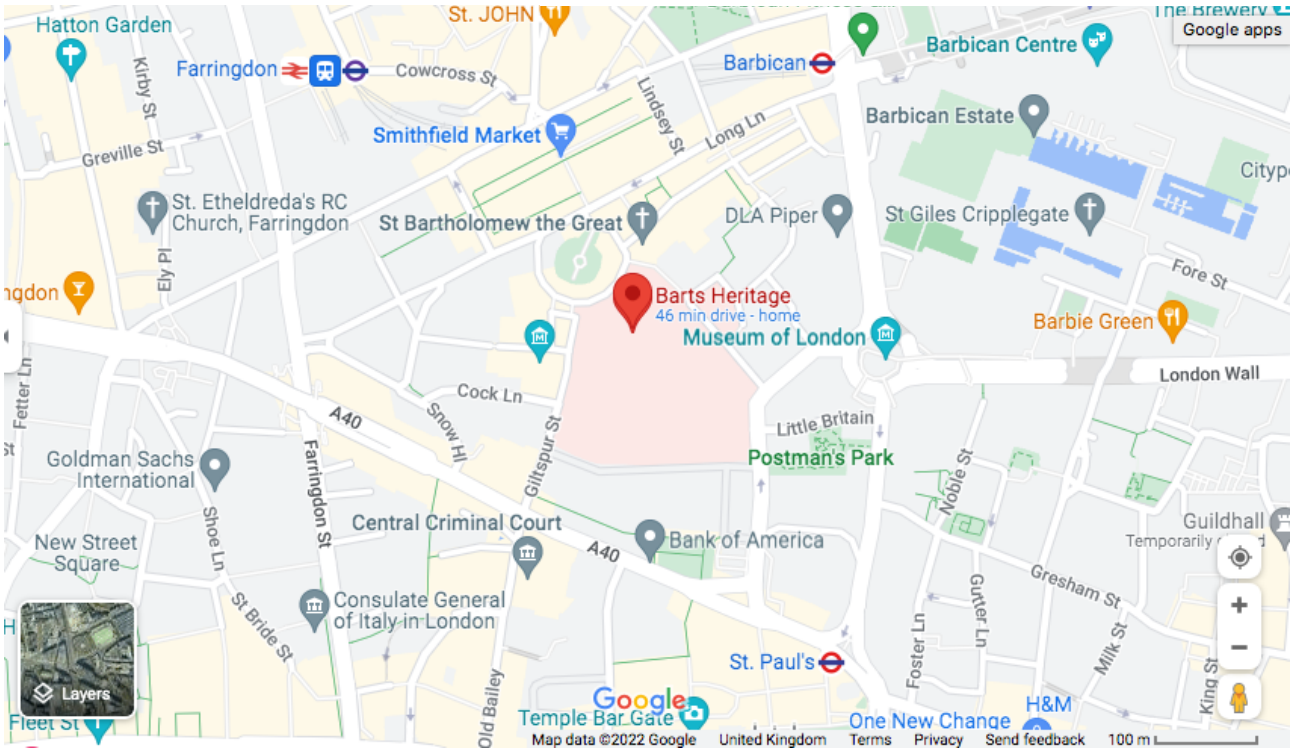 St. JOHN
The Brewery
Hatton Garden
Google apps
Barbican Centre
Farringdon
Cowcross St
Barbican
Kirby St
Lindsey St
Long Ln
Barbican Estate
Smithfield Market
Greville St
St. Etheldreda's RC
Church, Farringdon
St Bartholomew the Great
DLA Piper
St Giles Cripplegate
Ely Pl
Fore St
Barts Heritage
46 min drive - home
Museum of London
Barbie Green
Fetter Ln
London Wall
Cock Ln
Snow Hl
A40
Giltspur St
Little Britain
Postman's Park
Goldman Sachs
International
Farringdon St
Noble St
Shoe Ln
Central Criminal Court
Bank of America
A40
Guildhall
Temporarily
New Street
Square
Gresham St
Gutter Ln
Consulate General
of Italy in London
St Bride St
Foster Ln
Milk St
King St
St. Paul's
Layers
Old Bailey
Google
Fleet St
Temple Bar Gate
One New Change
H&M
Map data ©2022 Google United Kingdom Terms Privacy Send feedback 100 m